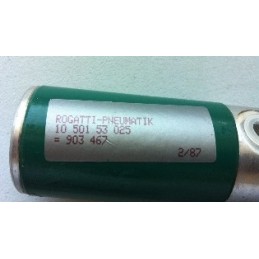 ROGATTI-PNEUMATIK
10 501 53 025
= 903 467
2/87